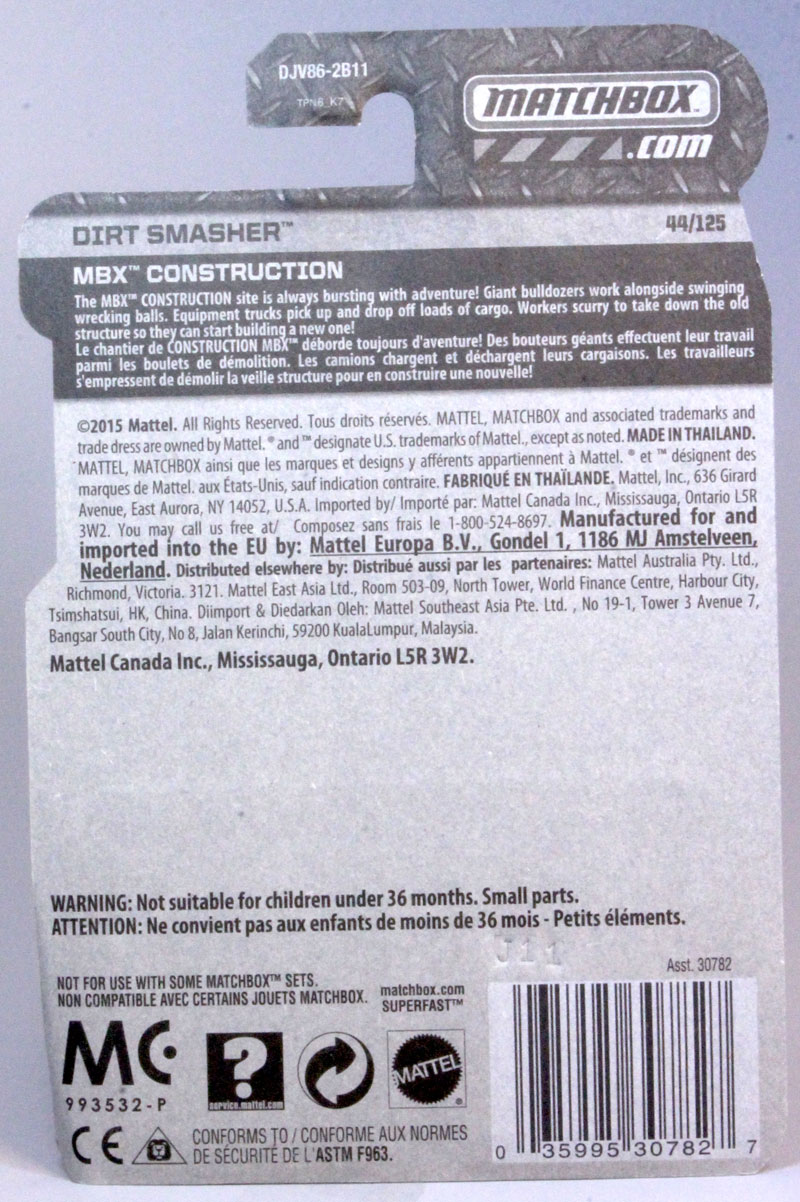 DJV86-2B11
TPN6_K7
MATCHBOX™
.COM
DIRT SMASHER™
44/125
MBX™ CONSTRUCTION
The MBX™ CONSTRUCTION site is always bursting with adventure! Giant bulldozers work alongside swinging
wrecking balls. Equipment trucks pick up and drop off loads of cargo. Workers scurry to take down the old
structure so they can start building a new one!
Le chantier de CONSTRUCTION MBX™ déborde toujours d'aventure! Des bouteurs géants effectuent leur travail
parmi les boulets de démolition. Les camions chargent et déchargent leurs cargaisons. Les travailleurs
s'empressent de démolir la veille structure pour en construire une nouvelle!
©2015 Mattel. All Rights Reserved. Tous droits réservés. MATTEL, MATCHBOX and associated trademarks and
trade dress are owned by Mattel. ® and ™ designate U.S. trademarks of Mattel., except as noted. MADE IN THAILAND.
MATTEL, MATCHBOX ainsi que les marques et designs y afférents appartiennent à Mattel. ® et ™ désignent des
marques de Mattel. aux États-Unis, sauf indication contraire. FABRIQUÉ EN THAÏLANDE. Mattel, Inc., 636 Girard
Avenue, East Aurora, NY 14052, U.S.A. Imported by/ Importé par: Mattel Canada Inc., Mississauga, Ontario L5R
3W2. You may call us free at/ Composez sans frais le 1-800-524-8697. Manufactured for and
imported into the EU by: Mattel Europa B.V., Gondel 1, 1186 MJ Amstelveen,
Nederland. Distributed elsewhere by: Distribué aussi par les partenaires: Mattel Australia Pty. Ltd.,
Richmond, Victoria. 3121. Mattel East Asia Ltd., Room 503-09, North Tower, World Finance Centre, Harbour City,
Tsimshatsui, HK, China. Diimport & Diedarkan Oleh: Mattel Southeast Asia Pte. Ltd. , No 19-1, Tower 3 Avenue 7,
Bangsar South City, No 8, Jalan Kerinchi, 59200 KualaLumpur, Malaysia.
Mattel Canada Inc., Mississauga, Ontario L5R 3W2.
WARNING: Not suitable for children under 36 months. Small parts.
ATTENTION: Ne convient pas aux enfants de moins de 36 mois - Petits éléments.
J11
Asst. 30782
NOT FOR USE WITH SOME MATCHBOX™ SETS.
NON COMPATIBLE AVEC CERTAINS JOUETS MATCHBOX.
matchbox.com
SUPERFAST™
MC
993532-P
?
service.mattel.com
MATTEL
®
CE
CONFORMS TO / CONFORME AUX NORMES
DE SÉCURITÉ DE L'ASTM F963.
0 35995 30782 7